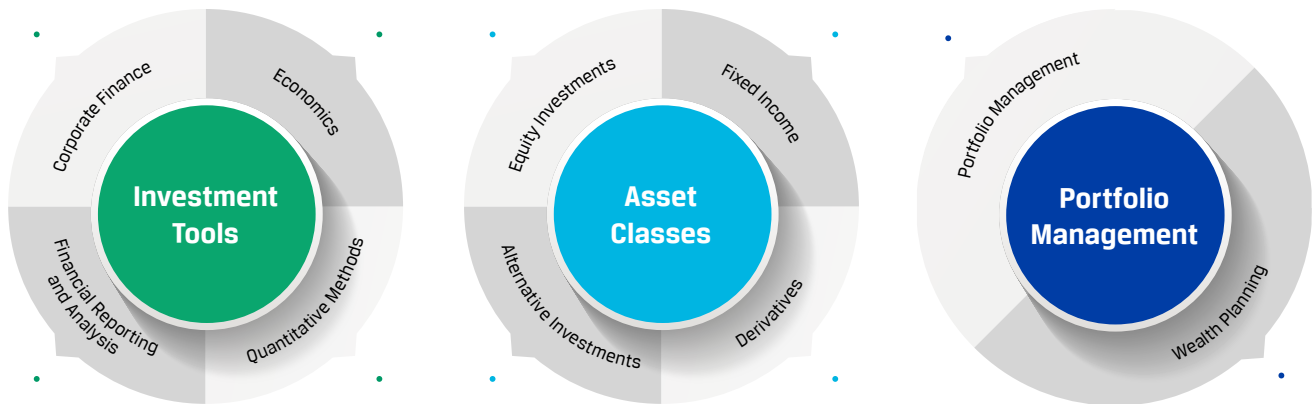 Corporate Finance
Economics
Investment
Tools
Financial Reporting
and Analysis
Quantitative Methods
Equity Investments
Fixed Income
Asset
Classes
Alternative Investments
Derivatives
Portfolio Management
Portfolio
Management
Wealth Planning